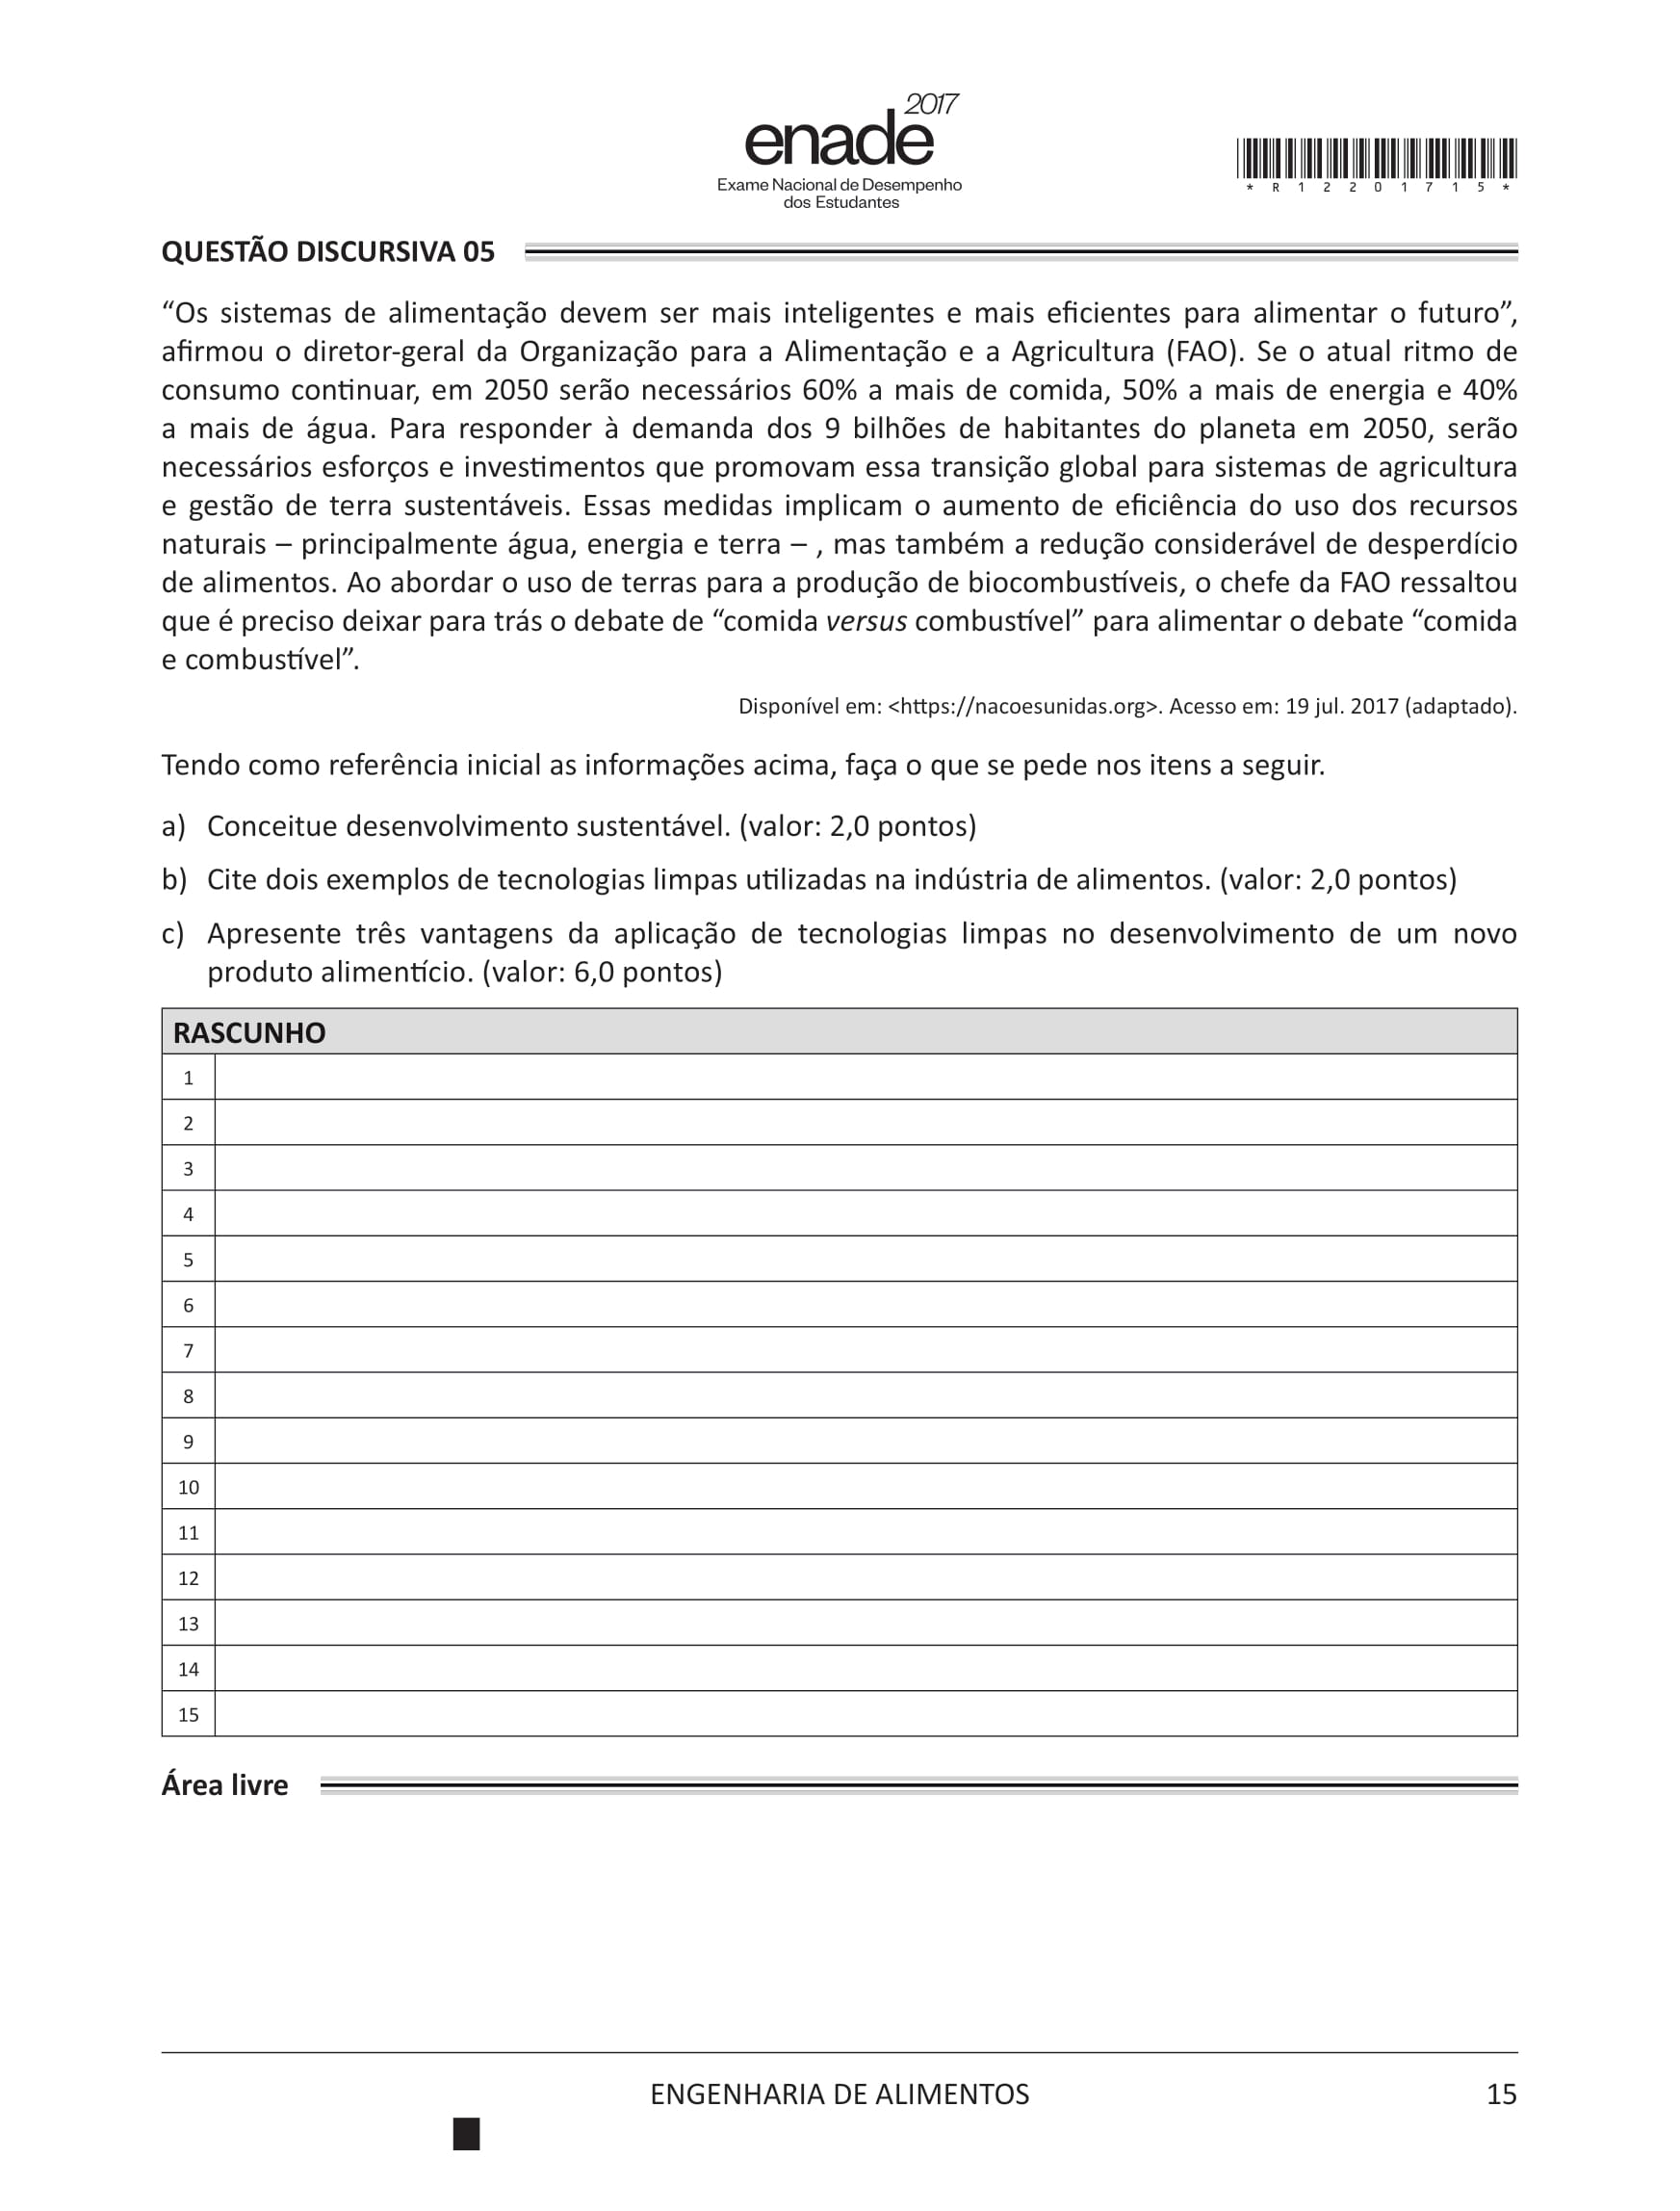 2017
enade
Exame Nacional de Desempenho
dos Estudantes
* R 1 2 2 0 1 7 1 5 *
QUESTÃO DISCURSIVA 05
“Os sistemas de alimentação devem ser mais inteligentes e mais eficientes para alimentar o futuro”,
afirmou o diretor-geral da Organização para a Alimentação e a Agricultura (FAO). Se o atual ritmo de
consumo continuar, em 2050 serão necessários 60% a mais de comida, 50% a mais de energia e 40%
a mais de água. Para responder à demanda dos 9 bilhões de habitantes do planeta em 2050, serão
necessários esforços e investimentos que promovam essa transição global para sistemas de agricultura
e gestão de terra sustentáveis. Essas medidas implicam o aumento de eficiência do uso dos recursos
naturais – principalmente água, energia e terra – , mas também a redução considerável de desperdício
de alimentos. Ao abordar o uso de terras para a produção de biocombustíveis, o chefe da FAO ressaltou
que é preciso deixar para trás o debate de “comida versus combustível” para alimentar o debate “comida
e combustível”.
Disponível em: <https://nacoesunidas.org>. Acesso em: 19 jul. 2017 (adaptado).
Tendo como referência inicial as informações acima, faça o que se pede nos itens a seguir.
a) Conceitue desenvolvimento sustentável. (valor: 2,0 pontos)
b) Cite dois exemplos de tecnologias limpas utilizadas na indústria de alimentos. (valor: 2,0 pontos)
c) Apresente três vantagens da aplicação de tecnologias limpas no desenvolvimento de um novo
produto alimentício. (valor: 6,0 pontos)
RASCUNHO
1
2
3
4
5
6
7
8
9
10
11
12
13
14
15
Área livre
ENGENHARIA DE ALIMENTOS
15